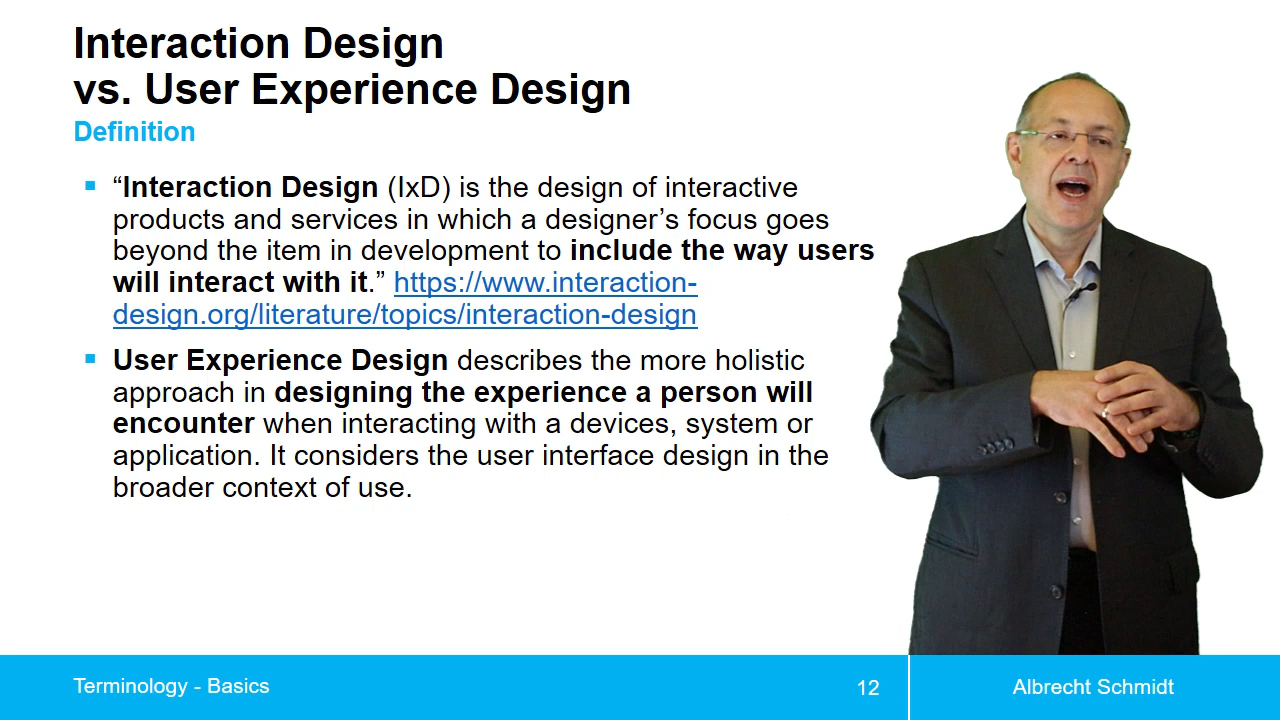 Interaction Design
vs. User Experience Design
Definition
▪ “Interaction Design (IxD) is the design of interactive
products and services in which a designer’s focus goes
beyond the item in development to include the way users
will interact with it.” https://www.interaction-
design.org/literature/topics/interaction-design
▪ User Experience Design describes the more holistic
approach in designing the experience a person will
encounter when interacting with a devices, system or
application. It considers the user interface design in the
broader context of use.
Terminology - Basics
12
Albrecht Schmidt